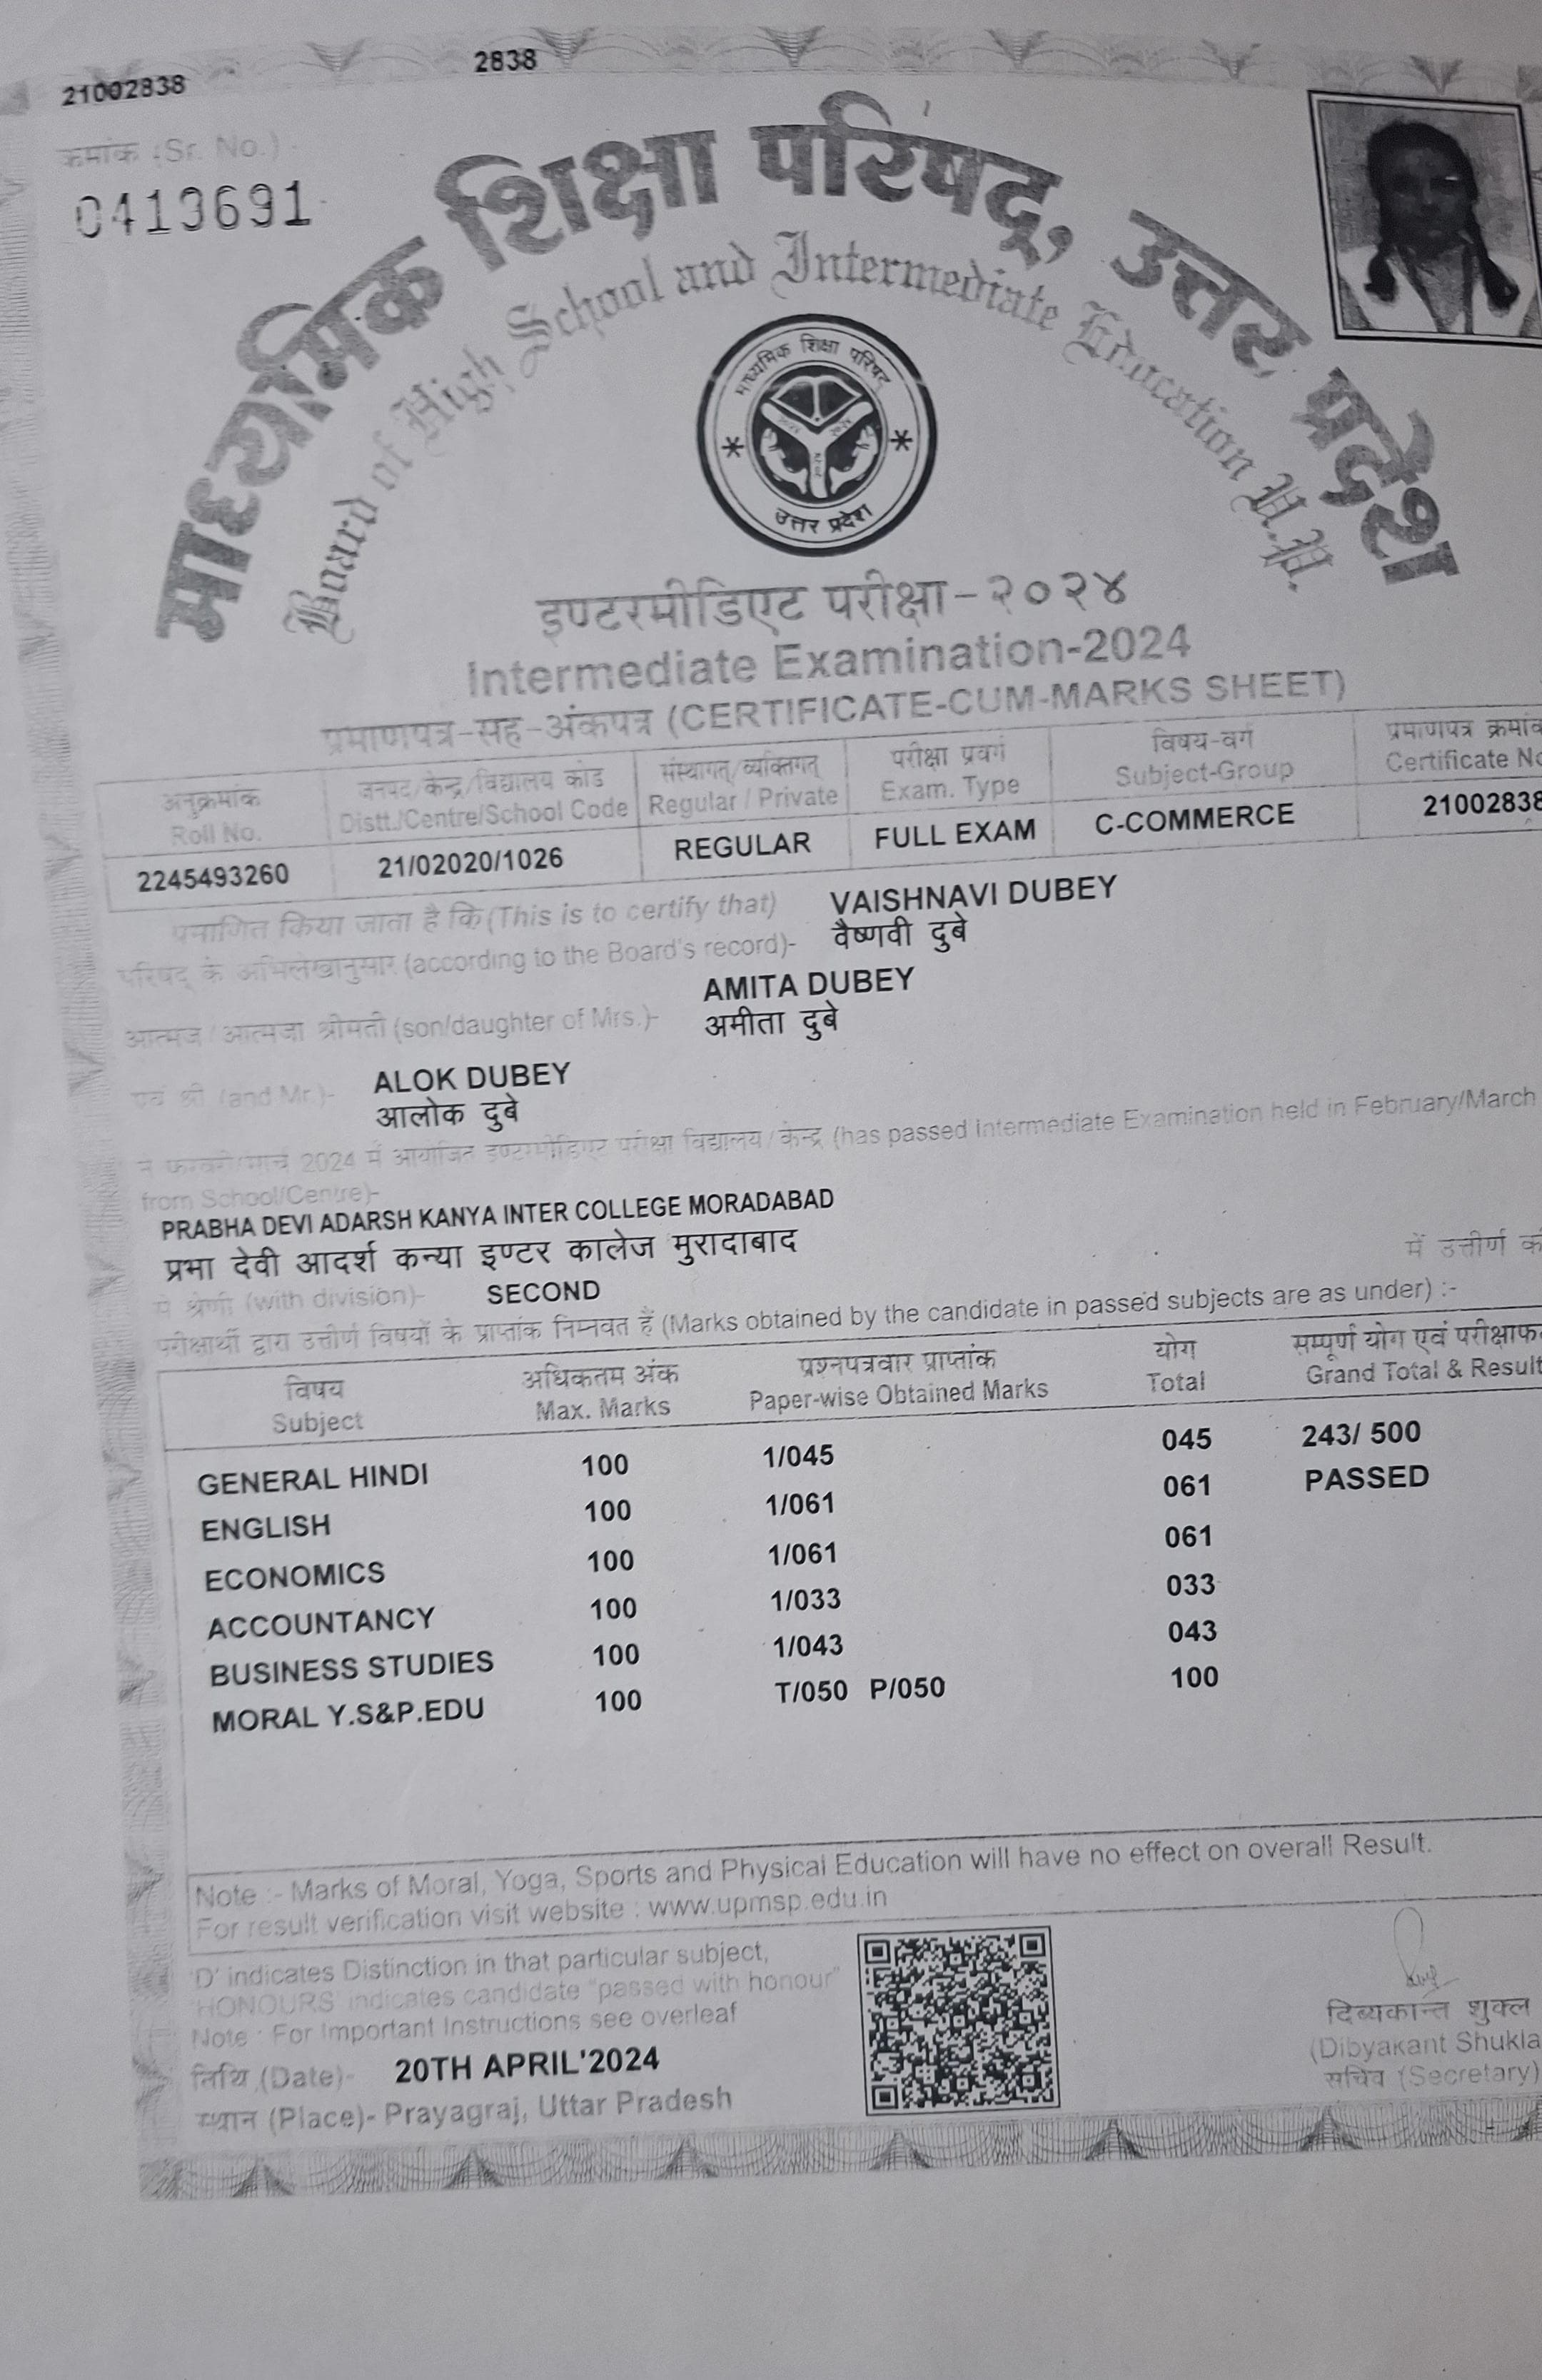 21002838
2838
क्रमांक (Sr. No.)
0413691
माध्यमिक शिक्षा परिषद्, उत्तर प्रदेश
Board of High School and Intermediate Education U.P.
माध्यमिक शिक्षा परिषद्
उत्तर प्रदेश
इण्टरमीडिएट परीक्षा-२०२४
Intermediate Examination-2024
प्रमाणपत्र-सह-अंकपत्र (CERTIFICATE-CUM-MARKS SHEET)
अनुक्रमांक जनपद/केन्द्र/विद्यालय कोड संस्थागत्/व्यक्तिगत् परीक्षा प्रवर्ग विषय-वर्ग प्रमाणपत्र क्रमांक
Roll No. Distt./Centre/School Code Regular / Private Exam. Type Subject-Group Certificate No
2245493260 21/02020/1026 REGULAR FULL EXAM C-COMMERCE 21002838
प्रमाणित किया जाता है कि (This is to certify that) VAISHNAVI DUBEY
परिषद् के अभिलेखानुसार (according to the Board's record)- वैष्णवी दुबे
AMITA DUBEY
आत्मज / आत्मजा श्रीमती (son/daughter of Mrs.)- अमीता दुबे
एवं श्री (and Mr.)- ALOK DUBEY
आलोक दुबे
ने फरवरी/मार्च 2024 में आयोजित इण्टरमीडिएट परीक्षा विद्यालय/केन्द्र (has passed Intermediate Examination held in February/March
from School/Centre)-
PRABHA DEVI ADARSH KANYA INTER COLLEGE MORADABAD
प्रभा देवी आदर्श कन्या इण्टर कालेज मुरादाबाद में उत्तीर्ण की
से श्रेणी (with division)- SECOND
परीक्षार्थी द्वारा उत्तीर्ण विषयों के प्राप्तांक निम्नवत हैं (Marks obtained by the candidate in passed subjects are as under) :-
विषय अधिकतम अंक प्रश्नपत्रवार प्राप्तांक योग सम्पूर्ण योग एवं परीक्षाफल
Subject Max. Marks Paper-wise Obtained Marks Total Grand Total & Result
GENERAL HINDI 100 1/045 045 243/ 500
ENGLISH 100 1/061 061 PASSED
ECONOMICS 100 1/061 061
ACCOUNTANCY 100 1/033 033
BUSINESS STUDIES 100 1/043 043
MORAL Y.S&P.EDU 100 T/050 P/050 100
Note :- Marks of Moral, Yoga, Sports and Physical Education will have no effect on overall Result.
For result verification visit website : www.upmsp.edu.in
'D' indicates Distinction in that particular subject,
HONOURS indicates candidate "passed with honour"
Note : For Important Instructions see overleaf
तिथि (Date)- 20TH APRIL'2024
स्थान (Place)- Prayagraj, Uttar Pradesh
दिब्यकान्त शुक्ल
(Dibyakant Shukla
सचिव (Secretary)